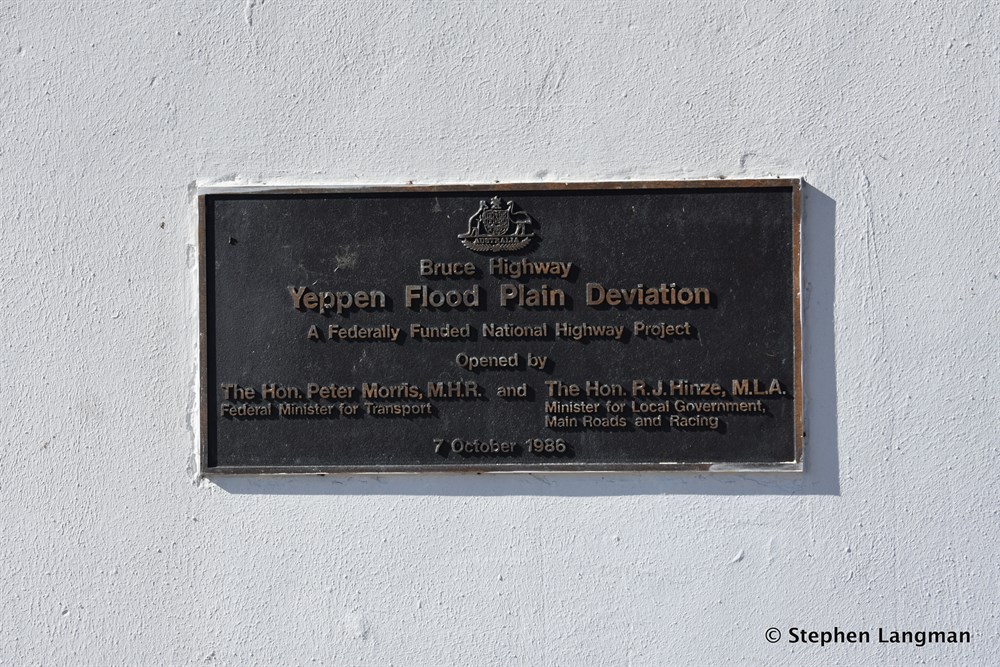 AUSTRALIA
Bruce Highway
Yeppen Flood Plain Deviation
A Federally Funded National Highway Project
Opened by
The Hon. Peter Morris, M.H.R. and The Hon. R.J. Hinze, M.L.A.
Federal Minister for Transport Minister for Local Government,
Main Roads and Racing
7 October 1986
© Stephen Langman